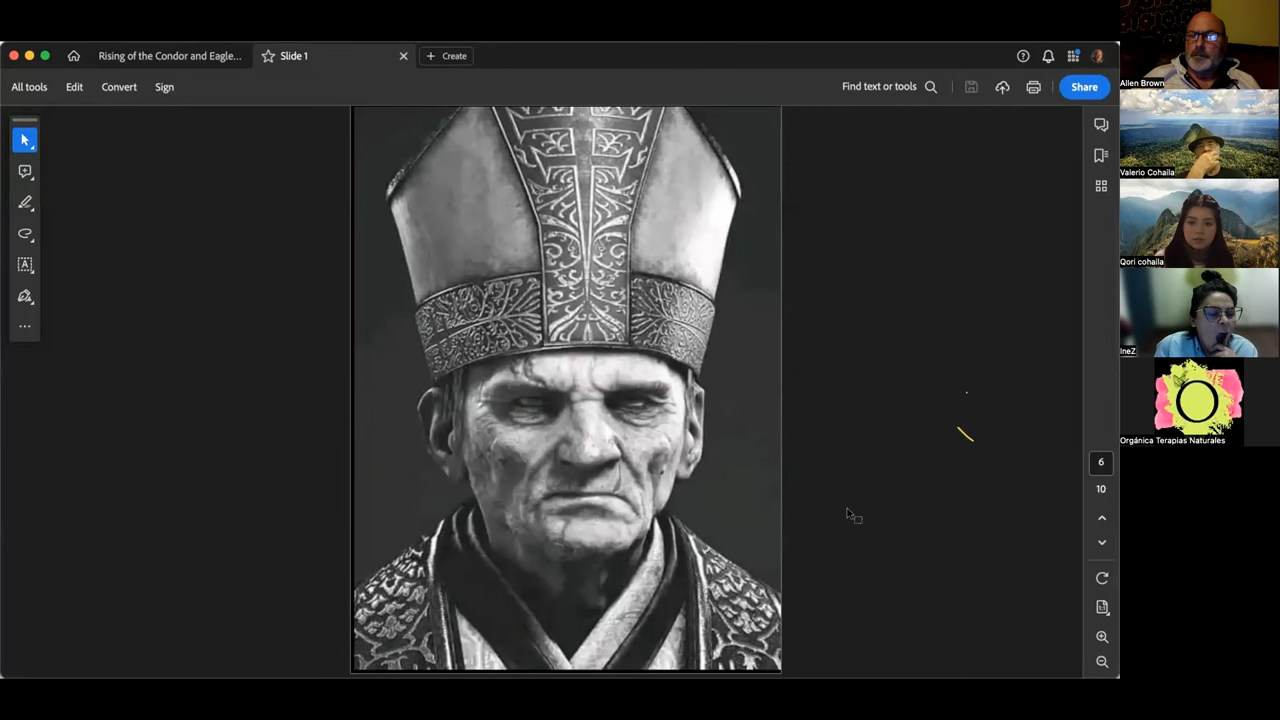 Rising of the Condor and Eagle...
Slide 1
Create
All tools
Edit
Convert
Sign
Find text or tools
Share
6
10
Allen Brown
Valerio Cohaila
Qori cohaila
IneZ
Orgánica Terapias Naturales